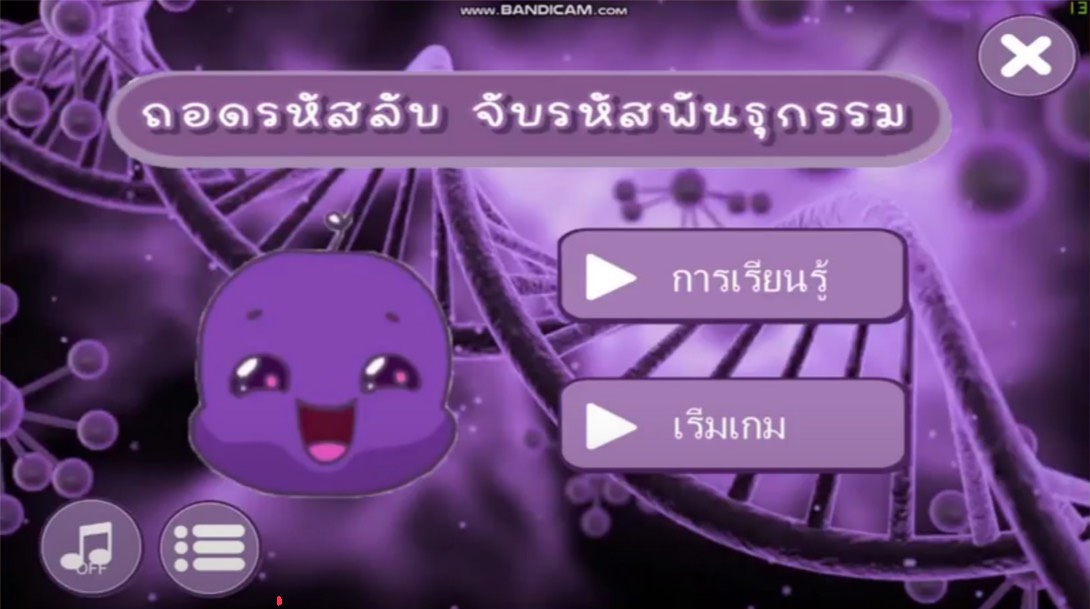 www.BANDICAM.com
13
ถอดรหัสลับ จับรหัสพันธุกรรม
การเรียนรู้
เริ่มเกม
OFF